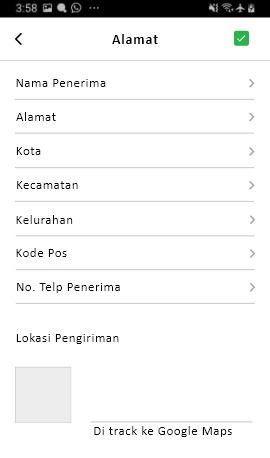 3:58
Alamat
Nama Penerima
Alamat
Kota
Kecamatan
Kelurahan
Kode Pos
No. Telp Penerima
Lokasi Pengiriman
Di track ke Google Maps